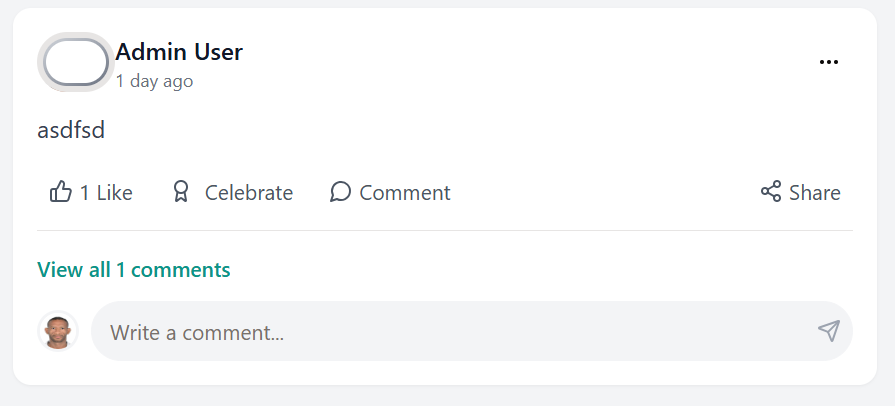 Admin User
1 day ago
asdfsd
1 Like Celebrate Comment Share
View all 1 comments
Write a comment...